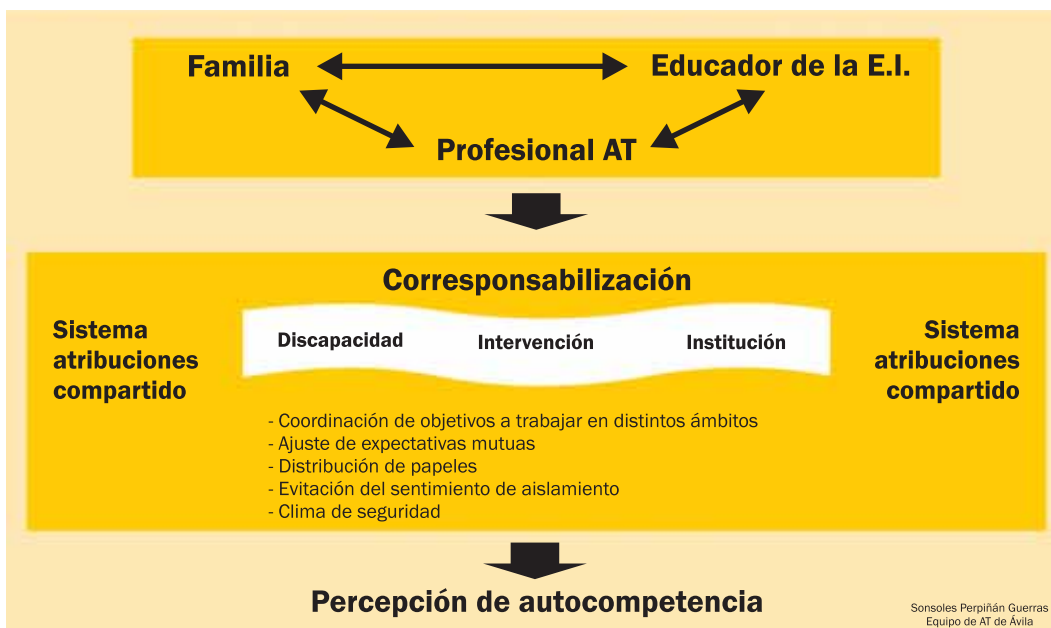 Familia
Educador de la E.I.
Profesional AT
Corresponsabilización
Sistema
atribuciones
compartido
Discapacidad
Intervención
Institución
Sistema
atribuciones
compartido
- Coordinación de objetivos a trabajar en distintos ámbitos
- Ajuste de expectativas mutuas
- Distribución de papeles
- Evitación del sentimiento de aislamiento
- Clima de seguridad
Percepción de autocompetencia
Sonsoles Perpiñán Guerras
Equipo de AT de Ávila